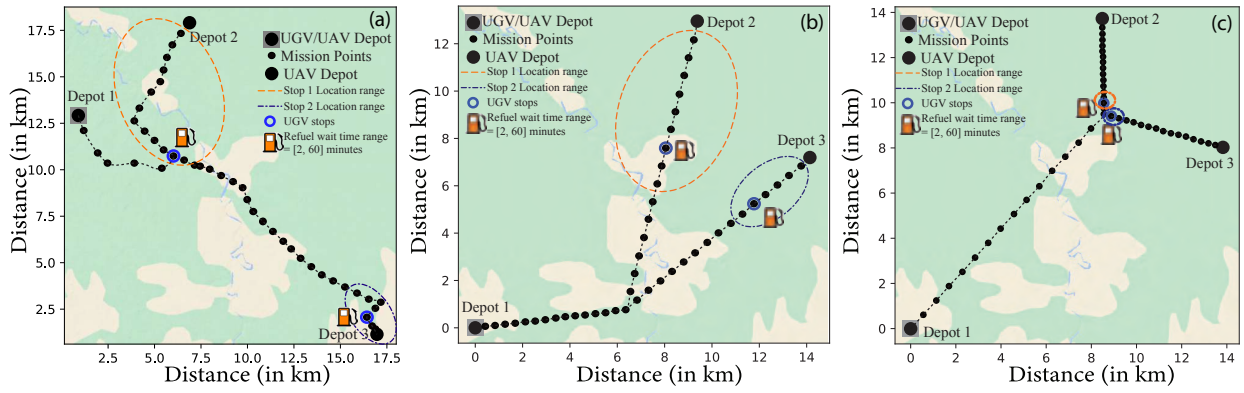 (a)
17.5
15.0
12.5
10.0
7.5
5.0
2.5
Distance (in km)
Depot 2
Depot 1
Depot 3
UGV/UAV Depot
Mission Points
UAV Depot
Stop 1 Location range
Stop 2 Location range
UGV stops
Refuel wait time range
= [2, 60] minutes
2.5 5.0 7.5 10.0 12.5 15.0 17.5
Distance (in km)
(b)
12
10
8
6
4
2
0
Distance (in km)
UGV/UAV Depot
Mission Points
UAV Depot
Stop 1 Location range
Stop 2 Location range
UGV stops
Refuel wait time range
= [2, 60] minutes
Depot 2
Depot 3
Depot 1
0 2 4 6 8 10 12 14
Distance (in km)
(c)
14
12
10
8
6
4
2
0
Distance (in km)
UGV/UAV Depot
Mission Points
UAV Depot
Stop 1 Location range
Stop 2 Location range
UGV stops
Refuel wait time range
= [2, 60] minutes
Depot 2
Depot 3
Depot 1
0 2 4 6 8 10 12 14
Distance (in km)